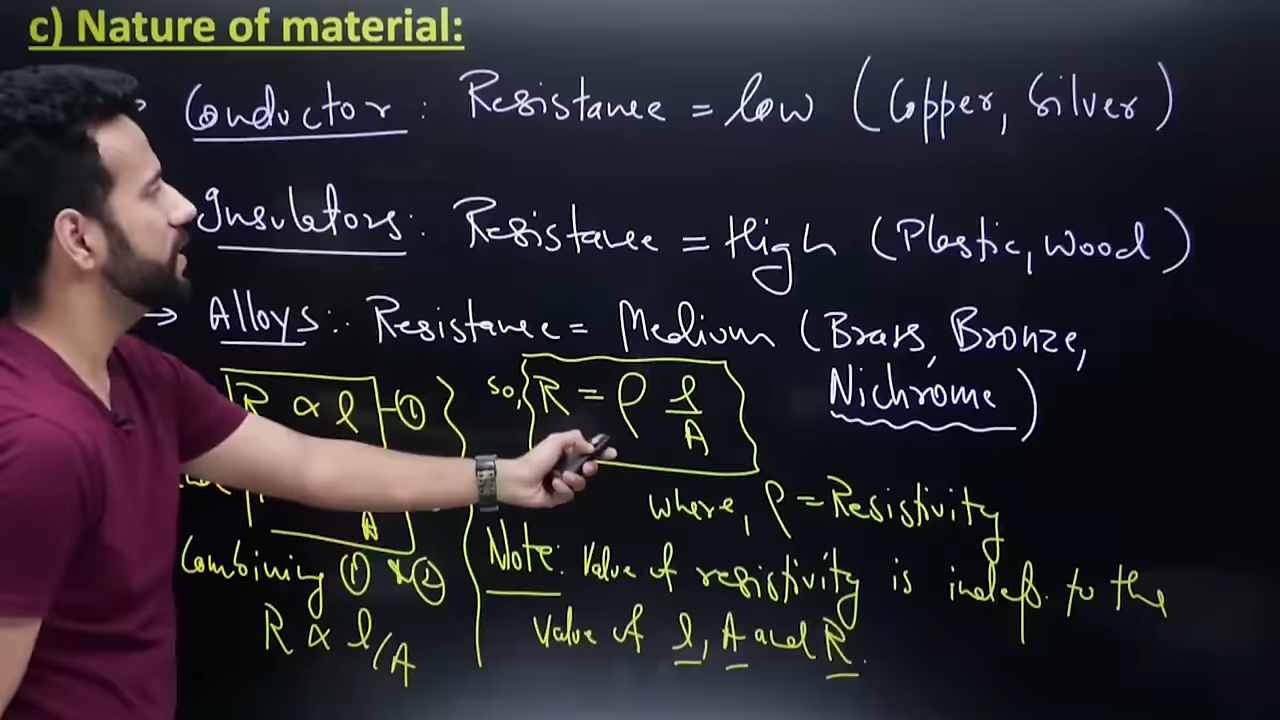 c) Nature of material:
Conductor : Resistance = low (Copper, Silver)
Insulators : Resistance = High (Plastic, wood)
→ Alloys :. Resistance = Medium (Brass, Bronze,
Nichrome)
R ∝ l -①
A
Combining ① & ②
R ∝ l/A
so, R = ρ l/A
where, ρ = Resistivity
Note: Value of resistivity is indep. to the
Value of l, A and R.